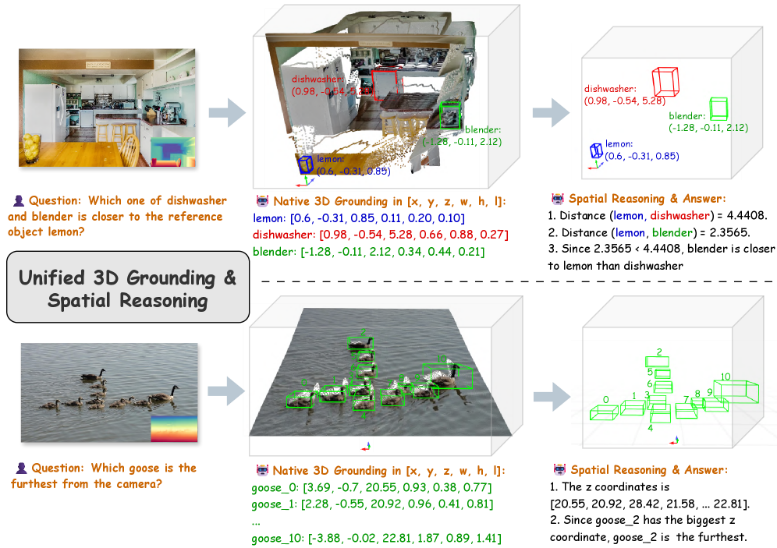 dishwasher:
(0.98, -0.54, 5.28)
blender:
(-1.28, -0.11, 2.12)
lemon:
(0.6, -0.31, 0.85)
dishwasher:
(0.98, -0.54, 5.28)
blender:
(-1.28, -0.11, 2.12)
lemon:
(0.6, -0.31, 0.85)
Question: Which one of dishwasher
and blender is closer to the reference
object lemon?
Native 3D Grounding in [x, y, z, w, h, l]:
lemon: [0.6, -0.31, 0.85, 0.11, 0.20, 0.10]
dishwasher: [0.98, -0.54, 5.28, 0.66, 0.88, 0.27]
blender: [-1.28, -0.11, 2.12, 0.34, 0.44, 0.21]
Spatial Reasoning & Answer:
1. Distance (lemon, dishwasher) = 4.4408.
2. Distance (lemon, blender) = 2.3565.
3. Since 2.3565 < 4.4408, blender is closer
to lemon than dishwasher
Unified 3D Grounding &
Spatial Reasoning
2
5
6
3
4
0
1
7
8
9
10
Question: Which goose is the
furthest from the camera?
Native 3D Grounding in [x, y, z, w, h, l]:
goose_0: [3.69, -0.7, 20.55, 0.93, 0.38, 0.77]
goose_1: [2.28, -0.55, 20.92, 0.96, 0.41, 0.81]
...
goose_10: [-3.88, -0.02, 22.81, 1.87, 0.89, 1.41]
Spatial Reasoning & Answer:
1. The z coordinates is
[20.55, 20.92, 28.42, 21.58, ... 22.81].
2. Since goose_2 has the biggest z
coordinate, goose_2 is the furthest.